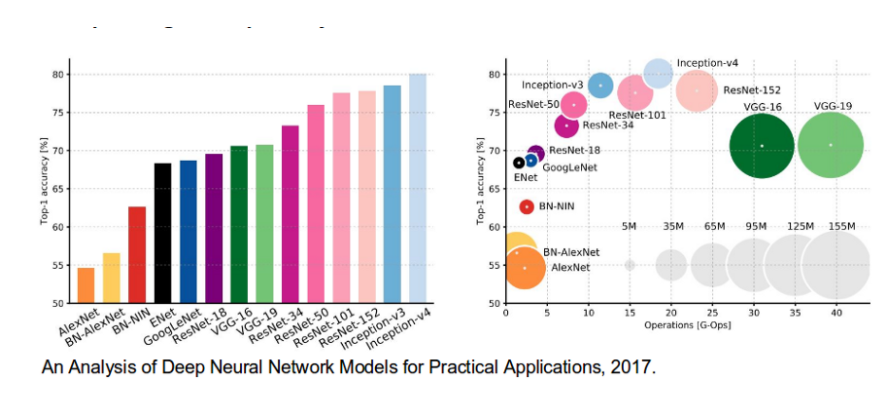 80
75
70
65
60
55
50
Top-1 accuracy [%]
AlexNet
BN-AlexNet
BN-NIN
ENet
GoogLeNet
ResNet-18
VGG-16
VGG-19
ResNet-34
ResNet-50
ResNet-101
ResNet-152
Inception-v3
Inception-v4
80
75
70
65
60
55
50
Top-1 accuracy [%]
Inception-v4
Inception-v3
ResNet-152
ResNet-50
VGG-16
VGG-19
ResNet-101
ResNet-34
ResNet-18
GoogLeNet
ENet
BN-NIN
5M 35M 65M 95M 125M 155M
BN-AlexNet
AlexNet
0 5 10 15 20 25 30 35 40
Operations [G-Ops]
An Analysis of Deep Neural Network Models for Practical Applications, 2017.